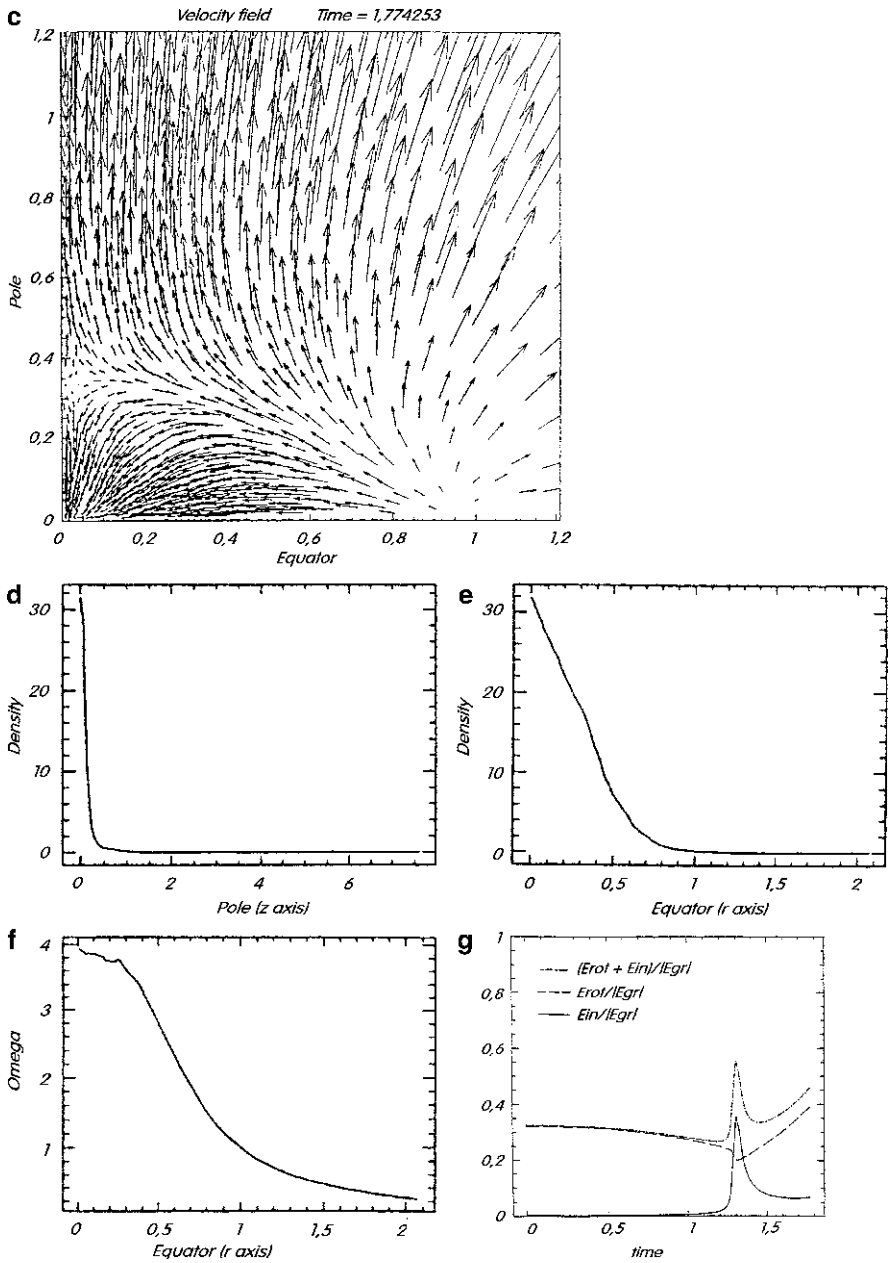 c
Velocity field Time = 1,774253
1,2
1
0,8
0,6
0,4
0,2
0
Pole
0 0,2 0,4 0,6 0,8 1 1,2
Equator
d
30
20
10
0
Density
0 2 4 6
Pole (z axis)
e
30
20
10
0
Density
0 0,5 1 1,5 2
Equator (r axis)
f
4
3
2
1
Omega
0 0,5 1 1,5 2
Equator (r axis)
g
1
0,8
0,6
0,4
0,2
0
(Erot + Ein)/|Egr|
Erot/|Egr|
Ein/|Egr|
0 0,5 1 1,5
time